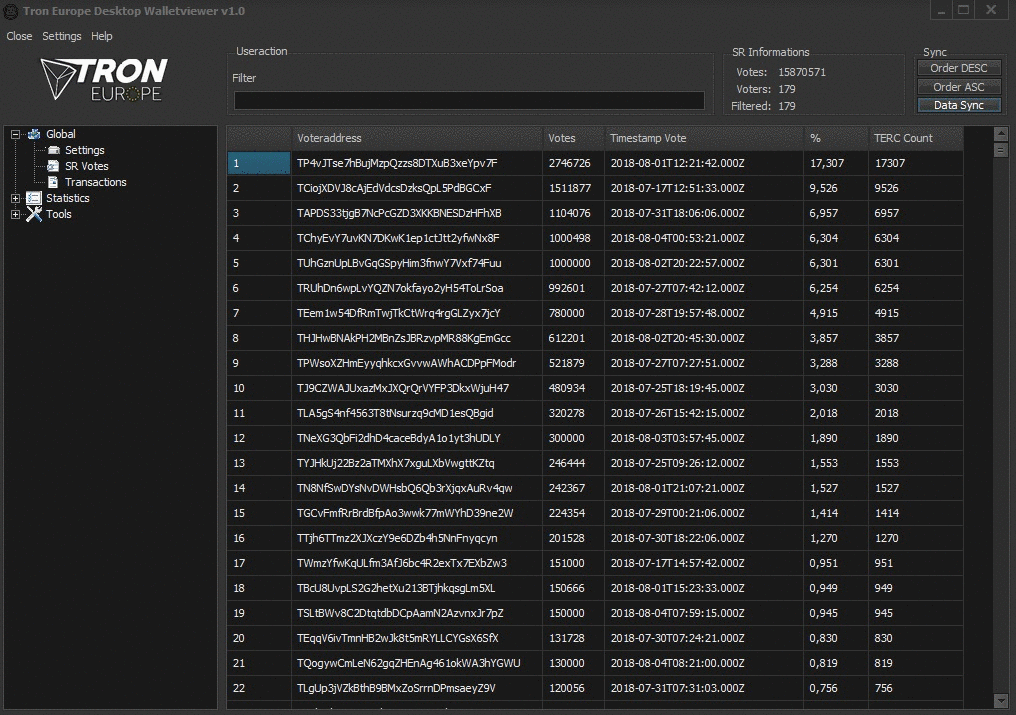 Tron Europe Desktop Walletviewer v1.0
Close Settings Help
TRON
EUROPE
Useraction
Filter
SR Informations
Votes: 15870571
Voters: 179
Filtered: 179
Sync
Order DESC
Order ASC
Data Sync
Global
Settings
SR Votes
Transactions
Statistics
Tools
Voteraddress Votes Timestamp Vote % TERC Count
1 TP4vJTse7hBujMzpQzzs8DTXuB3xeYpv7F 2746726 2018-08-01T12:21:42.000Z 17,307 17307
2 TCiojXDVJ8cAjEdVdcsDzksQpL5PdBGCxF 1511877 2018-07-17T12:51:33.000Z 9,526 9526
3 TAPDS33tjgB7NcPcGZD3XKKBNESDzHFhXB 1104076 2018-07-31T18:06:06.000Z 6,957 6957
4 TChyEvY7uvKN7DKwK1ep1ctJtt2yfwNx8F 1000498 2018-08-04T00:53:21.000Z 6,304 6304
5 TUhGznUpLBvGqGSpyHim3fnwY7Vxf74Fuu 1000000 2018-08-02T20:22:57.000Z 6,301 6301
6 TRUhDn6wpLvYQZN7okfayo2yH54ToLrSoa 992601 2018-07-27T07:42:12.000Z 6,254 6254
7 TEem1w54DfRmTwjTkCtWrq4rgGLZyx7jcY 780000 2018-07-28T19:57:48.000Z 4,915 4915
8 THJHwBNAkPH2MBnZsJBRzvpMR88KgEmGcc 612201 2018-08-02T20:45:30.000Z 3,857 3857
9 TPWsoXZHmEyyqhkcxGvvwAWhACDPpFModr 521879 2018-07-27T07:27:51.000Z 3,288 3288
10 TJ9CZWAJUxazMxJXQrQrVYFP3DkxWjuH47 480934 2018-07-25T18:19:45.000Z 3,030 3030
11 TLA5gS4nf4563T8tNsurzq9cMD1esQBgid 320278 2018-07-26T15:42:15.000Z 2,018 2018
12 TNeXG3QbFi2dhD4caceBdyA1o1yt3hUDLY 300000 2018-08-03T03:57:45.000Z 1,890 1890
13 TYJHkUj22Bz2aTMXhX7xguLXbVwgttKZtq 246444 2018-07-25T09:26:12.000Z 1,553 1553
14 TN8NfSwDYsNvDWHsbQ6Qb3rXjqxAuRv4qw 242367 2018-08-01T21:07:21.000Z 1,527 1527
15 TGCvFmfRrBrdBfpAo3wwk77mWYhD39ne2W 224354 2018-07-29T00:21:06.000Z 1,414 1414
16 TTjh6TTmz2XJXczY9e6DZb4h5NnFnyqcyn 201528 2018-07-30T18:22:06.000Z 1,270 1270
17 TWmzYfwKqULfm3AfJ6bc4R2exTx7EXbZw3 151000 2018-07-17T14:57:42.000Z 0,951 951
18 TBcU8UvpLS2G2hetXu213BTjhkqsgLm5XL 150666 2018-08-01T15:23:33.000Z 0,949 949
19 TSLtBWv8C2DtqtdbDCpAamN2AzvnxJr7pZ 150000 2018-08-04T07:59:15.000Z 0,945 945
20 TEqqV6ivTmnHB2wJk8t5mRYLLCYGsX6SfX 131728 2018-07-30T07:24:21.000Z 0,830 830
21 TQogywCmLeN62gqZHEnAg461okWA3hYGWU 130000 2018-08-04T08:21:00.000Z 0,819 819
22 TLgUp3jVZkBthB9BMxZoSrrnDPmsaeyZ9V 120056 2018-07-31T07:31:03.000Z 0,756 756